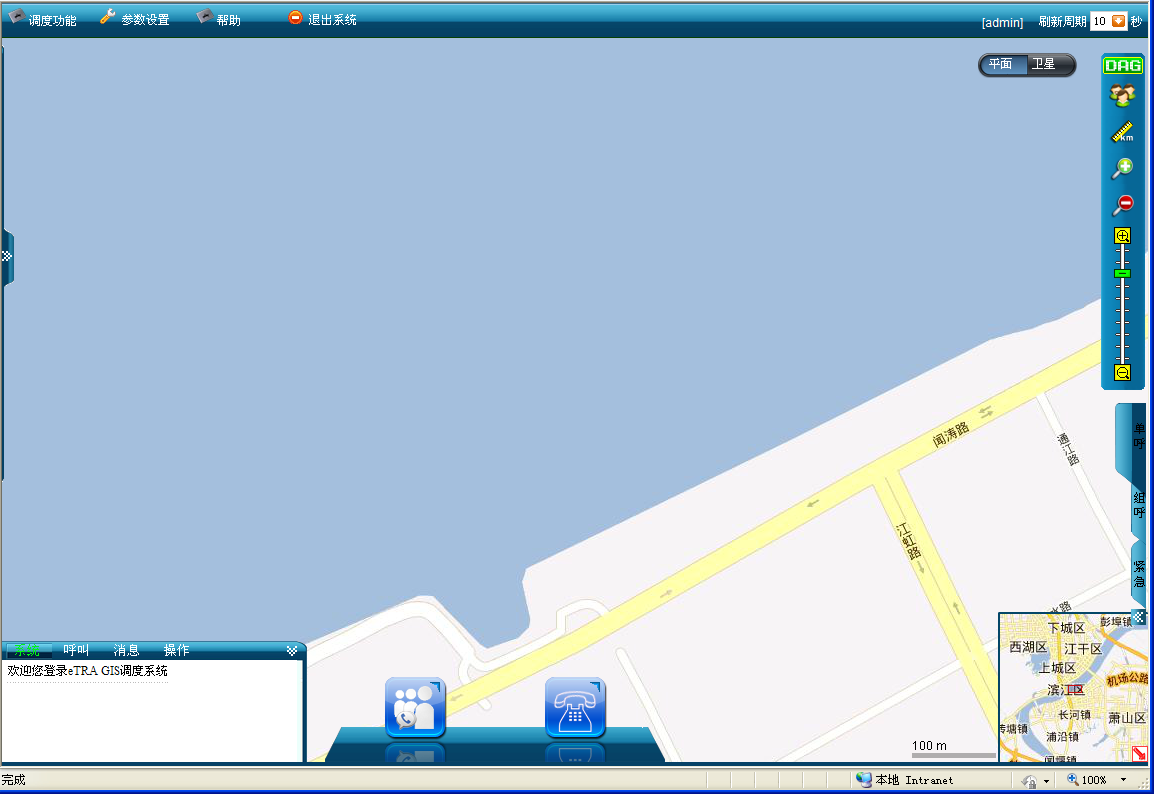 调度功能 参数设置 帮助 退出系统 [admin] 刷新周期 10 秒
平面 卫星
DAG
km
闻涛路
通江路
江虹路
单呼
组呼
紧急
水路
系统 呼叫 消息 操作
欢迎您登录eTRA GIS调度系统
下城区 彭埠镇
西湖区 江干区
上城区
机场公路
滨江区
长河镇 萧山区
浦沿镇
100 m
完成 本地 Intranet 100%